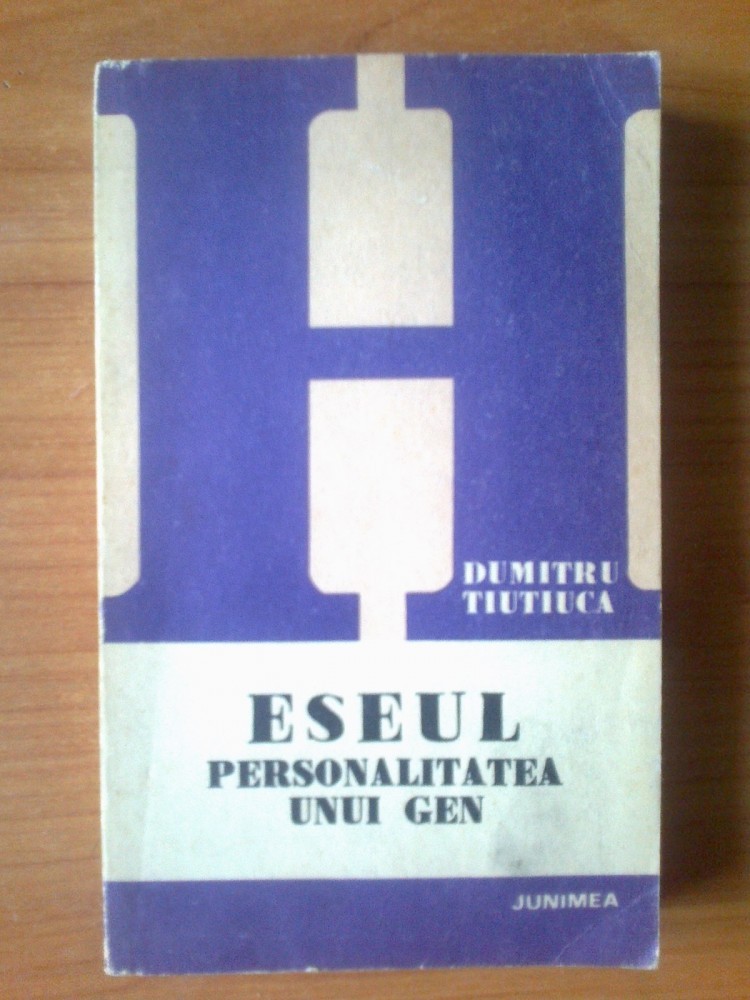 H
DUMITRU
TIUTIUCA
ESEUL
PERSONALITATEA
UNUI GEN
JUNIMEA